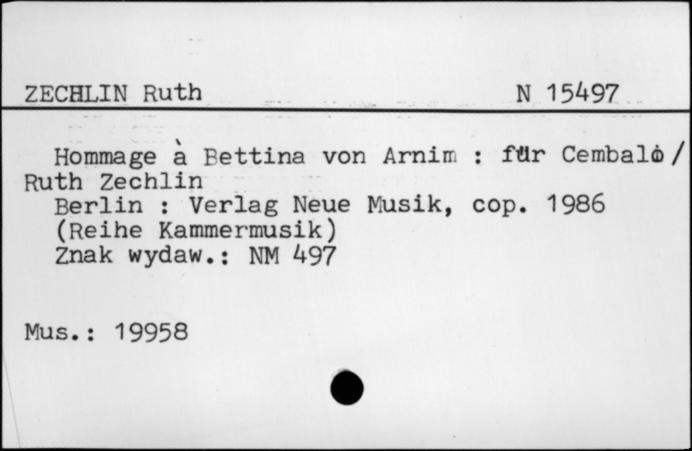 ZECHLIN Ruth N 15497
Hommage à Bettina von Arnim : für Cembalo /
Ruth Zechlin
Berlin : Verlag Neue Musik, cop. 1986
(Reihe Kammermusik)
Znak wydaw.: NM 497
Mus.: 19958